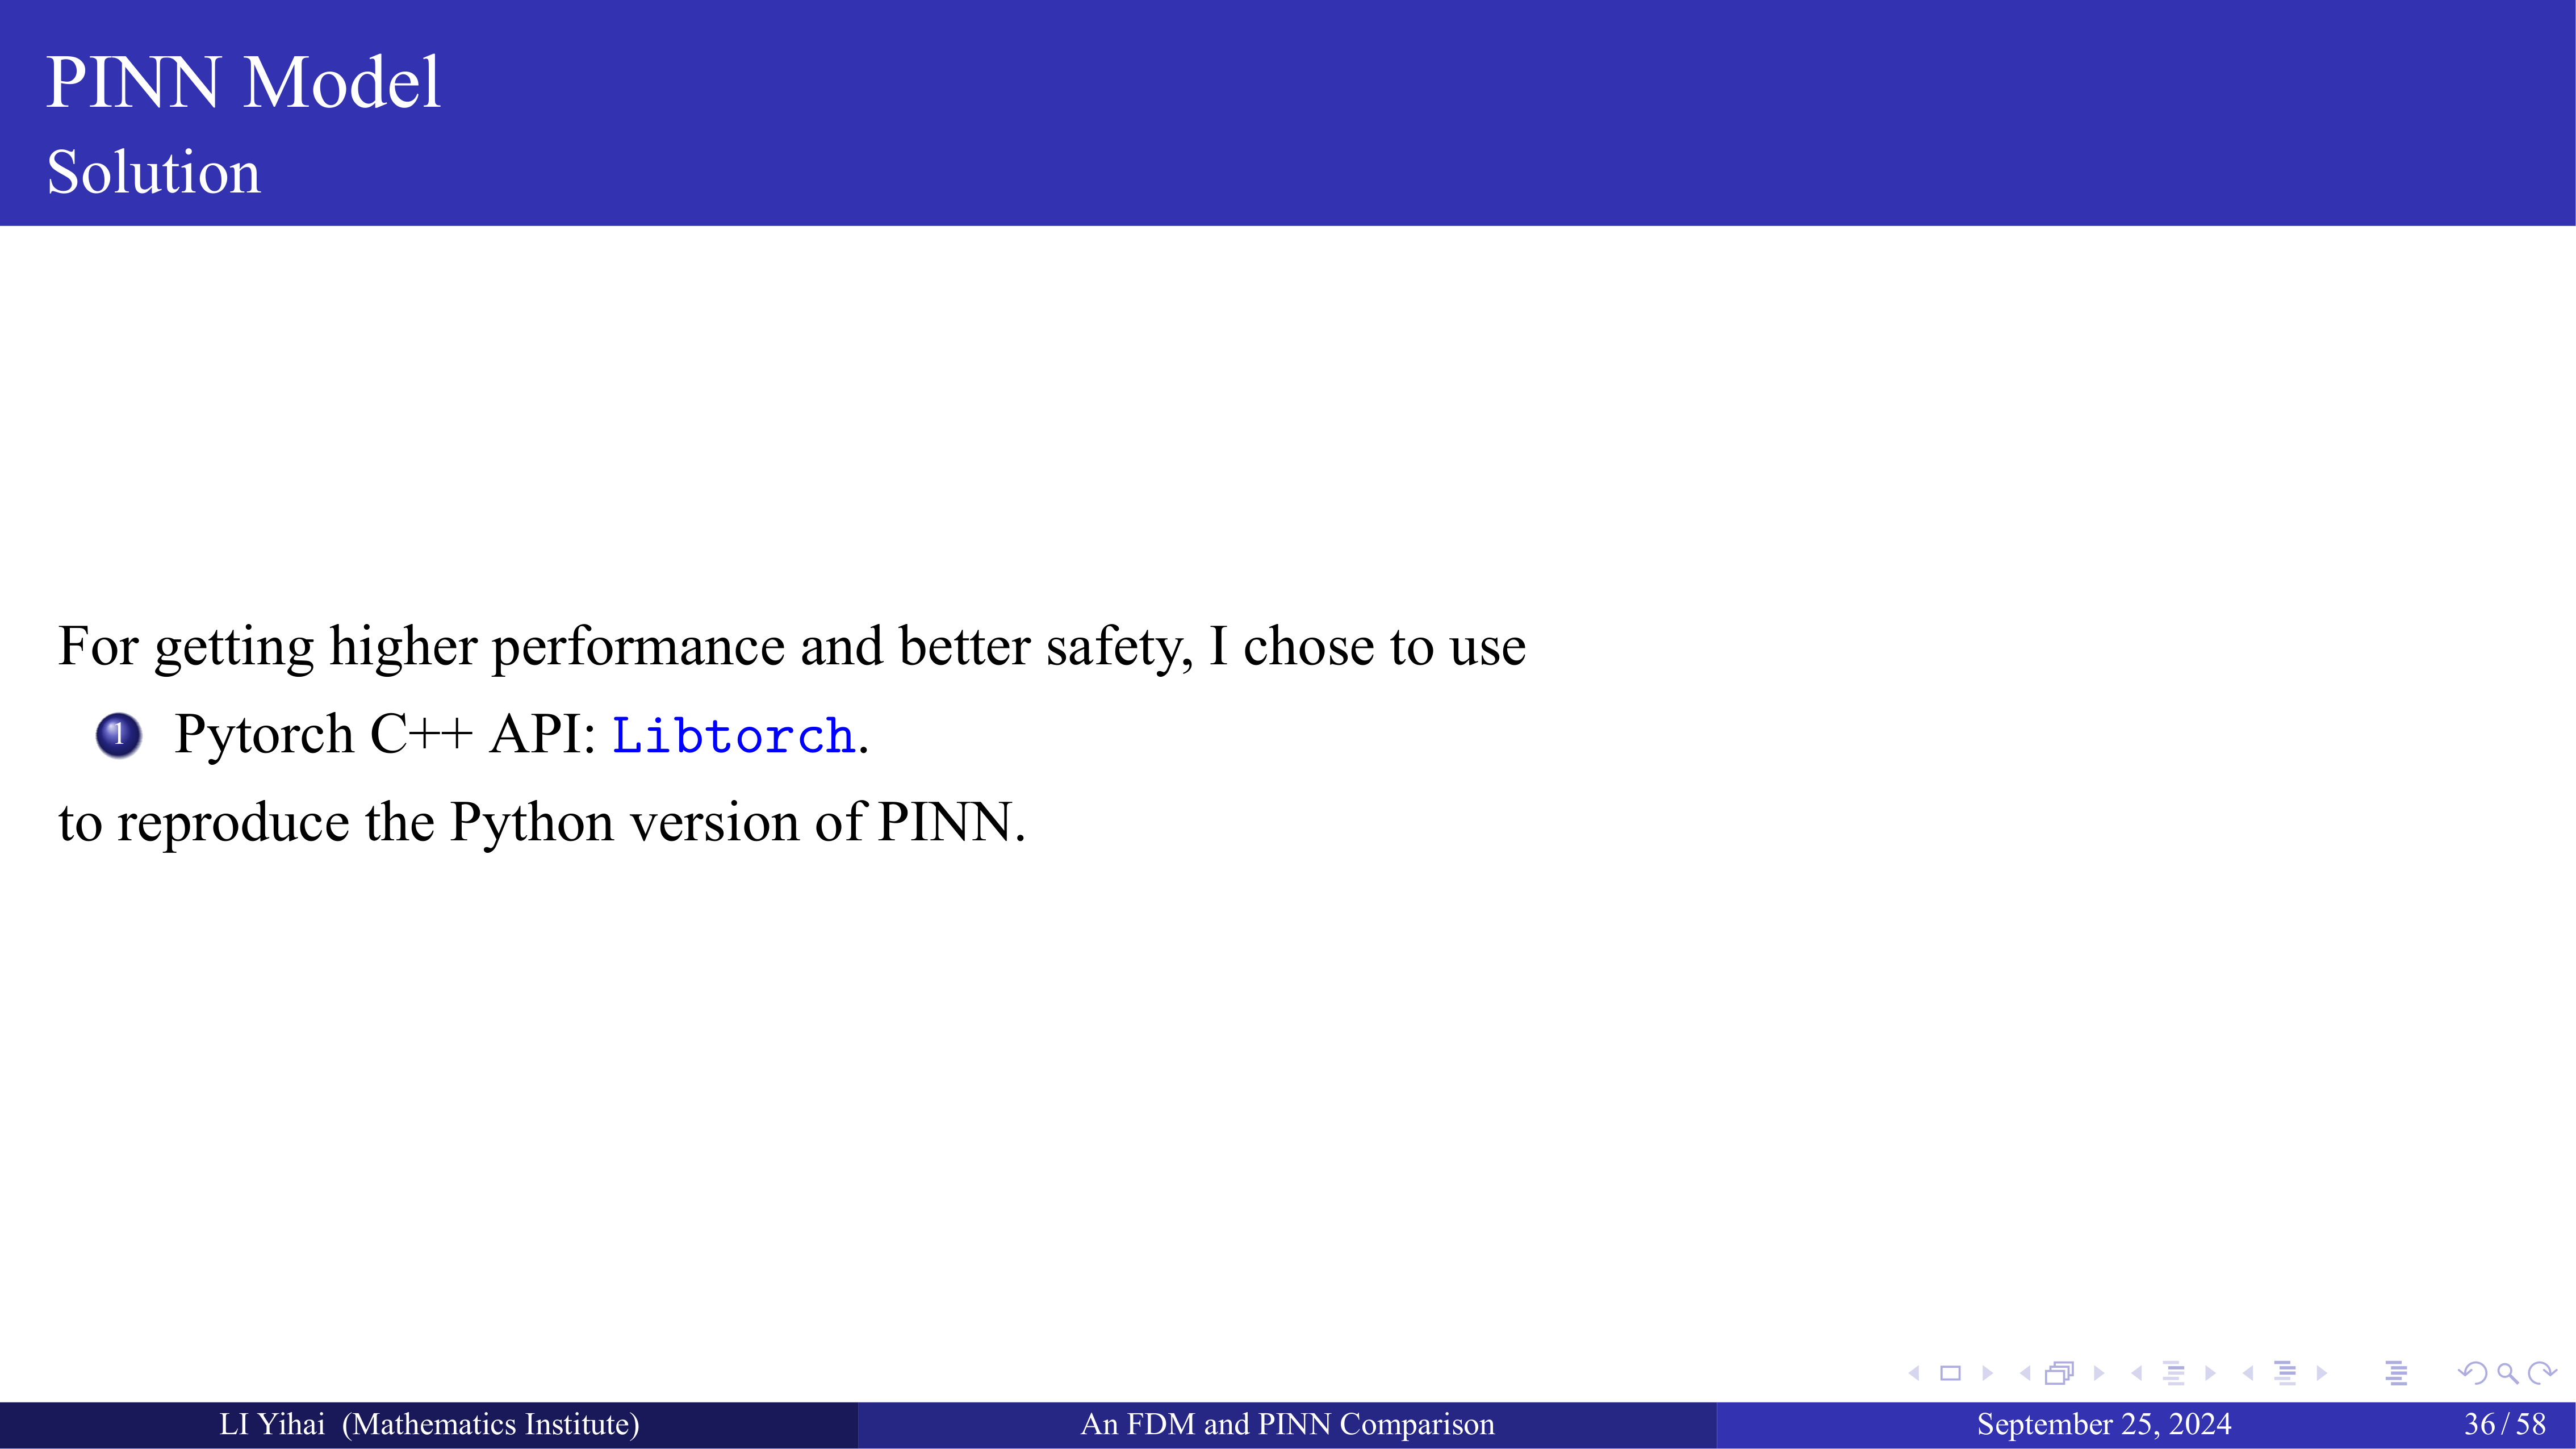 PINN Model
Solution
For getting higher performance and better safety, I chose to use
1 Pytorch C++ API: Libtorch.
to reproduce the Python version of PINN.
LI Yihai (Mathematics Institute)
An FDM and PINN Comparison
September 25, 2024
36 / 58